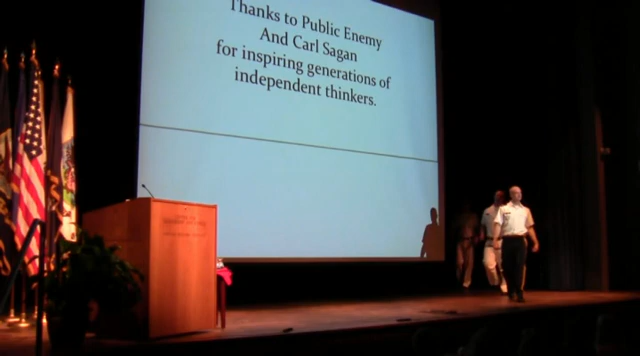 Thanks to Public Enemy
And Carl Sagan
for inspiring generations of
independent thinkers.